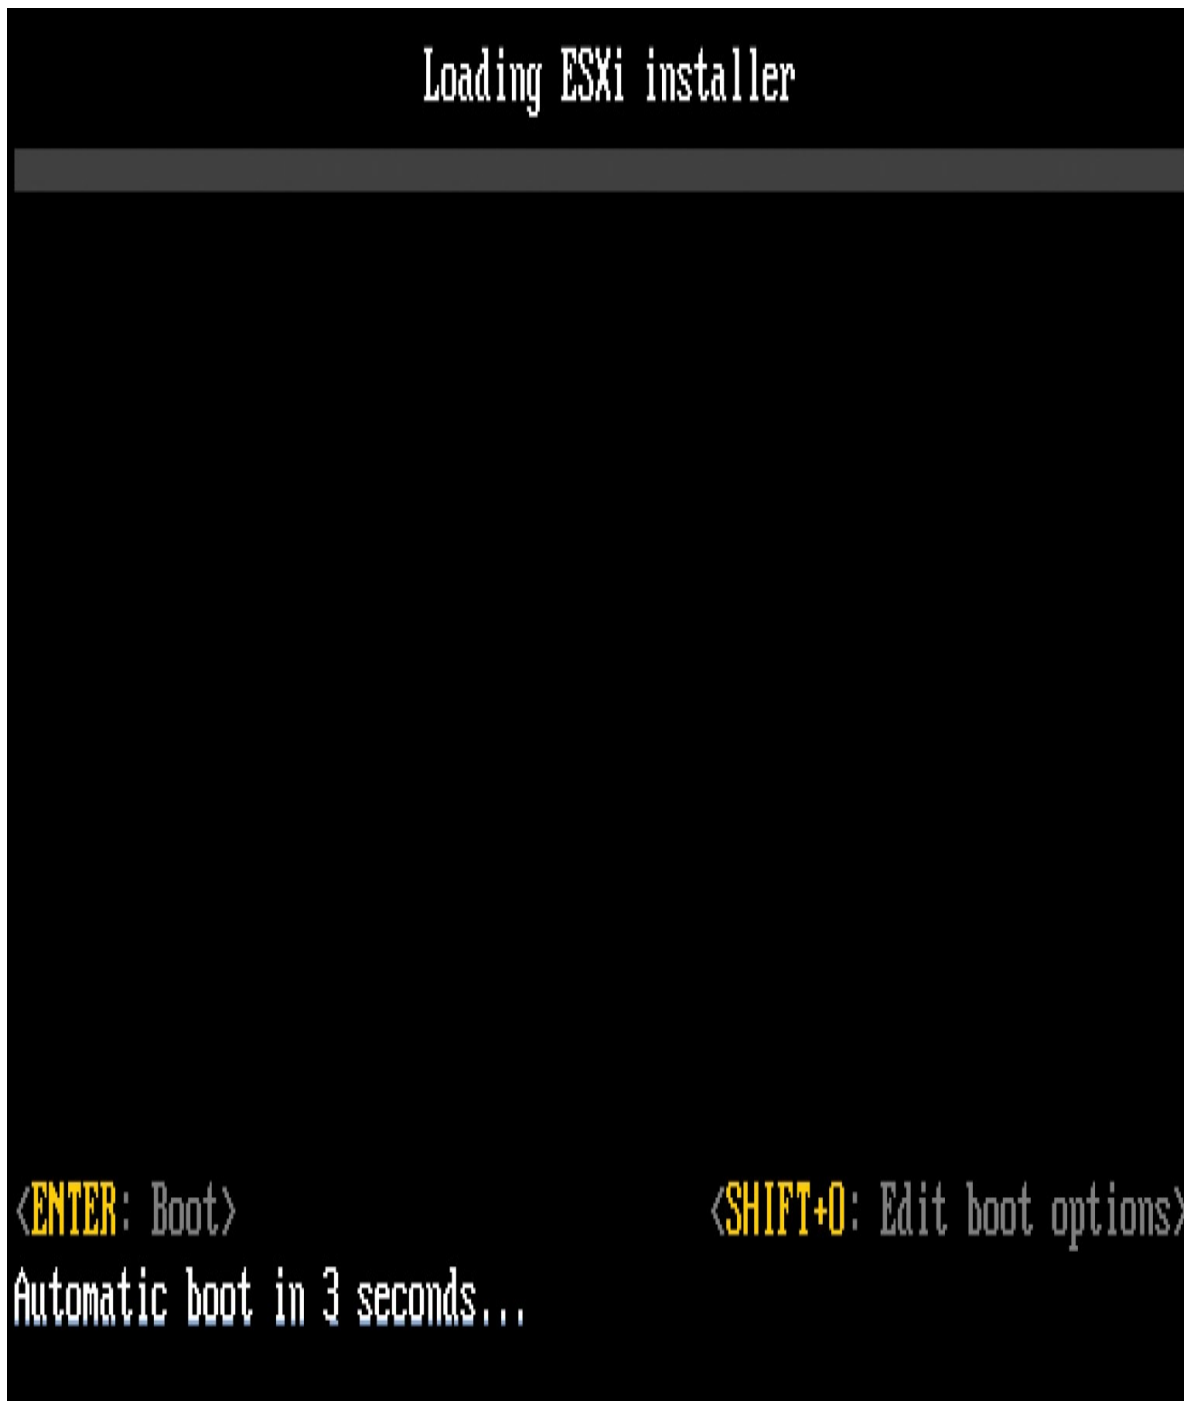 Loading ESXi installer
<ENTER: Boot>
<SHIFT+O: Edit boot options>
Automatic boot in 3 seconds...